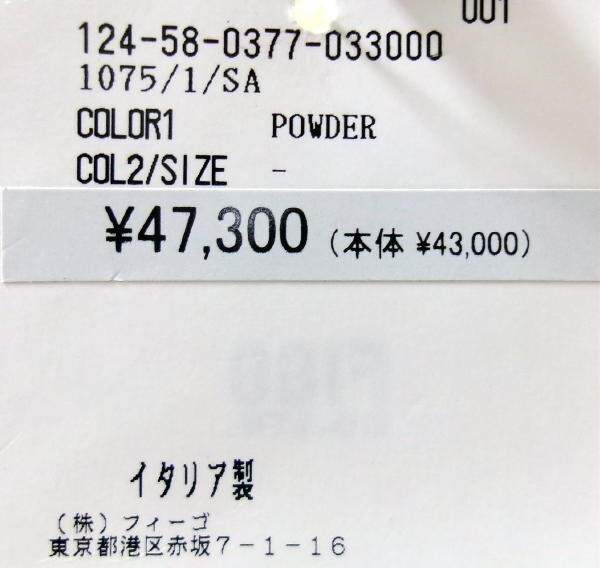 001
124-58-0377-033000
1075/1/SA
COLOR1 POWDER
COL2/SIZE -
¥47,300 (本体 ¥43,000)
イタリア製
(株)フィーゴ
東京都港区赤坂7-1-16